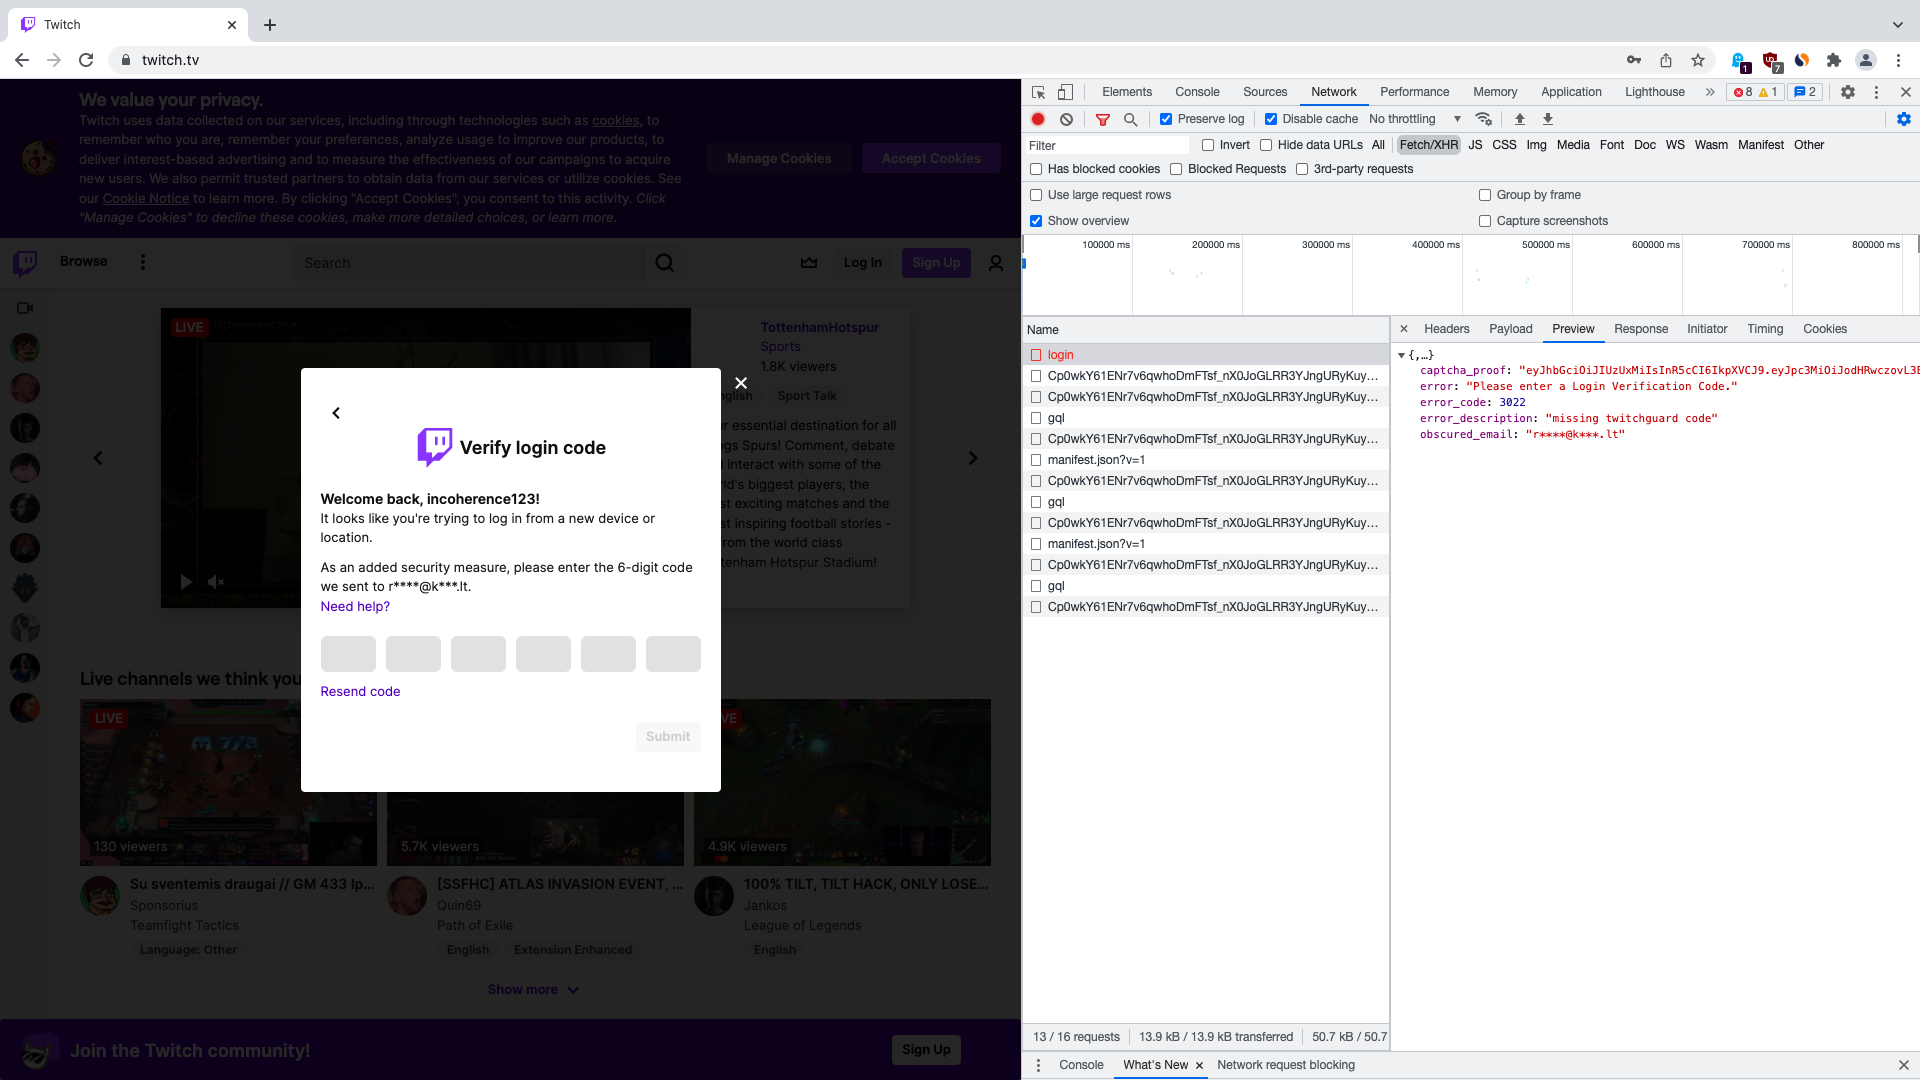 Twitch
twitch.tv
1
7
We value your privacy.
Twitch uses data collected on our services, including through technologies such as cookies, to
remember who you are, remember your preferences, analyze usage to improve our products, to
deliver interest-based advertising and to measure the effectiveness of our campaigns to acquire
new users. We also permit trusted partners to obtain data from our services or utilize cookies. See
our Cookie Notice to learn more. By clicking "Accept Cookies", you consent to this activity. Click
"Manage Cookies" to decline these cookies, make more detailed choices, or learn more.
Manage Cookies
Accept Cookies
Browse
Search
Log In
Sign Up
LIVE
TOTTENHAMHOTSPUR
TottenhamHotspur
Sports
1.8K viewers
nglish
Sport Talk
r essential destination for all
gs Spurs! Comment, debate
interact with some of the
ld's biggest players, the
st exciting matches and the
st inspiring football stories -
rom the world class
tenham Hotspur Stadium!
Verify login code
Welcome back, incoherence123!
It looks like you're trying to log in from a new device or
location.
As an added security measure, please enter the 6-digit code
we sent to r****@k***.lt.
Need help?
Resend code
Submit
Live channels we think you
LIVE
VE
130 viewers
5.7K viewers
4.9K viewers
Su sventemis draugai // GM 433 lp...
Sponsorius
Teamfight Tactics
Language: Other
[SSFHC] ATLAS INVASION EVENT, ...
Quin69
Path of Exile
English
Extension Enhanced
100% TILT, TILT HACK, ONLY LOSE...
Jankos
League of Legends
English
Show more
Join the Twitch community!
Sign Up
Elements
Console
Sources
Network
Performance
Memory
Application
Lighthouse
8
1
2
Preserve log
Disable cache
No throttling
Filter
Invert
Hide data URLs
All
Fetch/XHR
JS
CSS
Img
Media
Font
Doc
WS
Wasm
Manifest
Other
Has blocked cookies
Blocked Requests
3rd-party requests
Use large request rows
Group by frame
Show overview
Capture screenshots
100000 ms
200000 ms
300000 ms
400000 ms
500000 ms
600000 ms
700000 ms
800000 ms
Name
login
Cp0wkY61ENr7v6qwhoDmFTsf_nX0JoGLRR3YJngURyKuy...
Cp0wkY61ENr7v6qwhoDmFTsf_nX0JoGLRR3YJngURyKuy...
gql
Cp0wkY61ENr7v6qwhoDmFTsf_nX0JoGLRR3YJngURyKuy...
manifest.json?v=1
Cp0wkY61ENr7v6qwhoDmFTsf_nX0JoGLRR3YJngURyKuy...
gql
Cp0wkY61ENr7v6qwhoDmFTsf_nX0JoGLRR3YJngURyKuy...
manifest.json?v=1
Cp0wkY61ENr7v6qwhoDmFTsf_nX0JoGLRR3YJngURyKuy...
gql
Cp0wkY61ENr7v6qwhoDmFTsf_nX0JoGLRR3YJngURyKuy...
Headers
Payload
Preview
Response
Initiator
Timing
Cookies
{,…}
captcha_proof: "eyJhbGciOiJIUzUxMiIsInR5cCI6IkpXVCJ9.eyJpc3MiOiJodHRwczovL3E
error: "Please enter a Login Verification Code."
error_code: 3022
error_description: "missing twitchguard code"
obscured_email: "r****@k***.lt"
13 / 16 requests
13.9 kB / 13.9 kB transferred
50.7 kB / 50.7
Console
What's New
Network request blocking